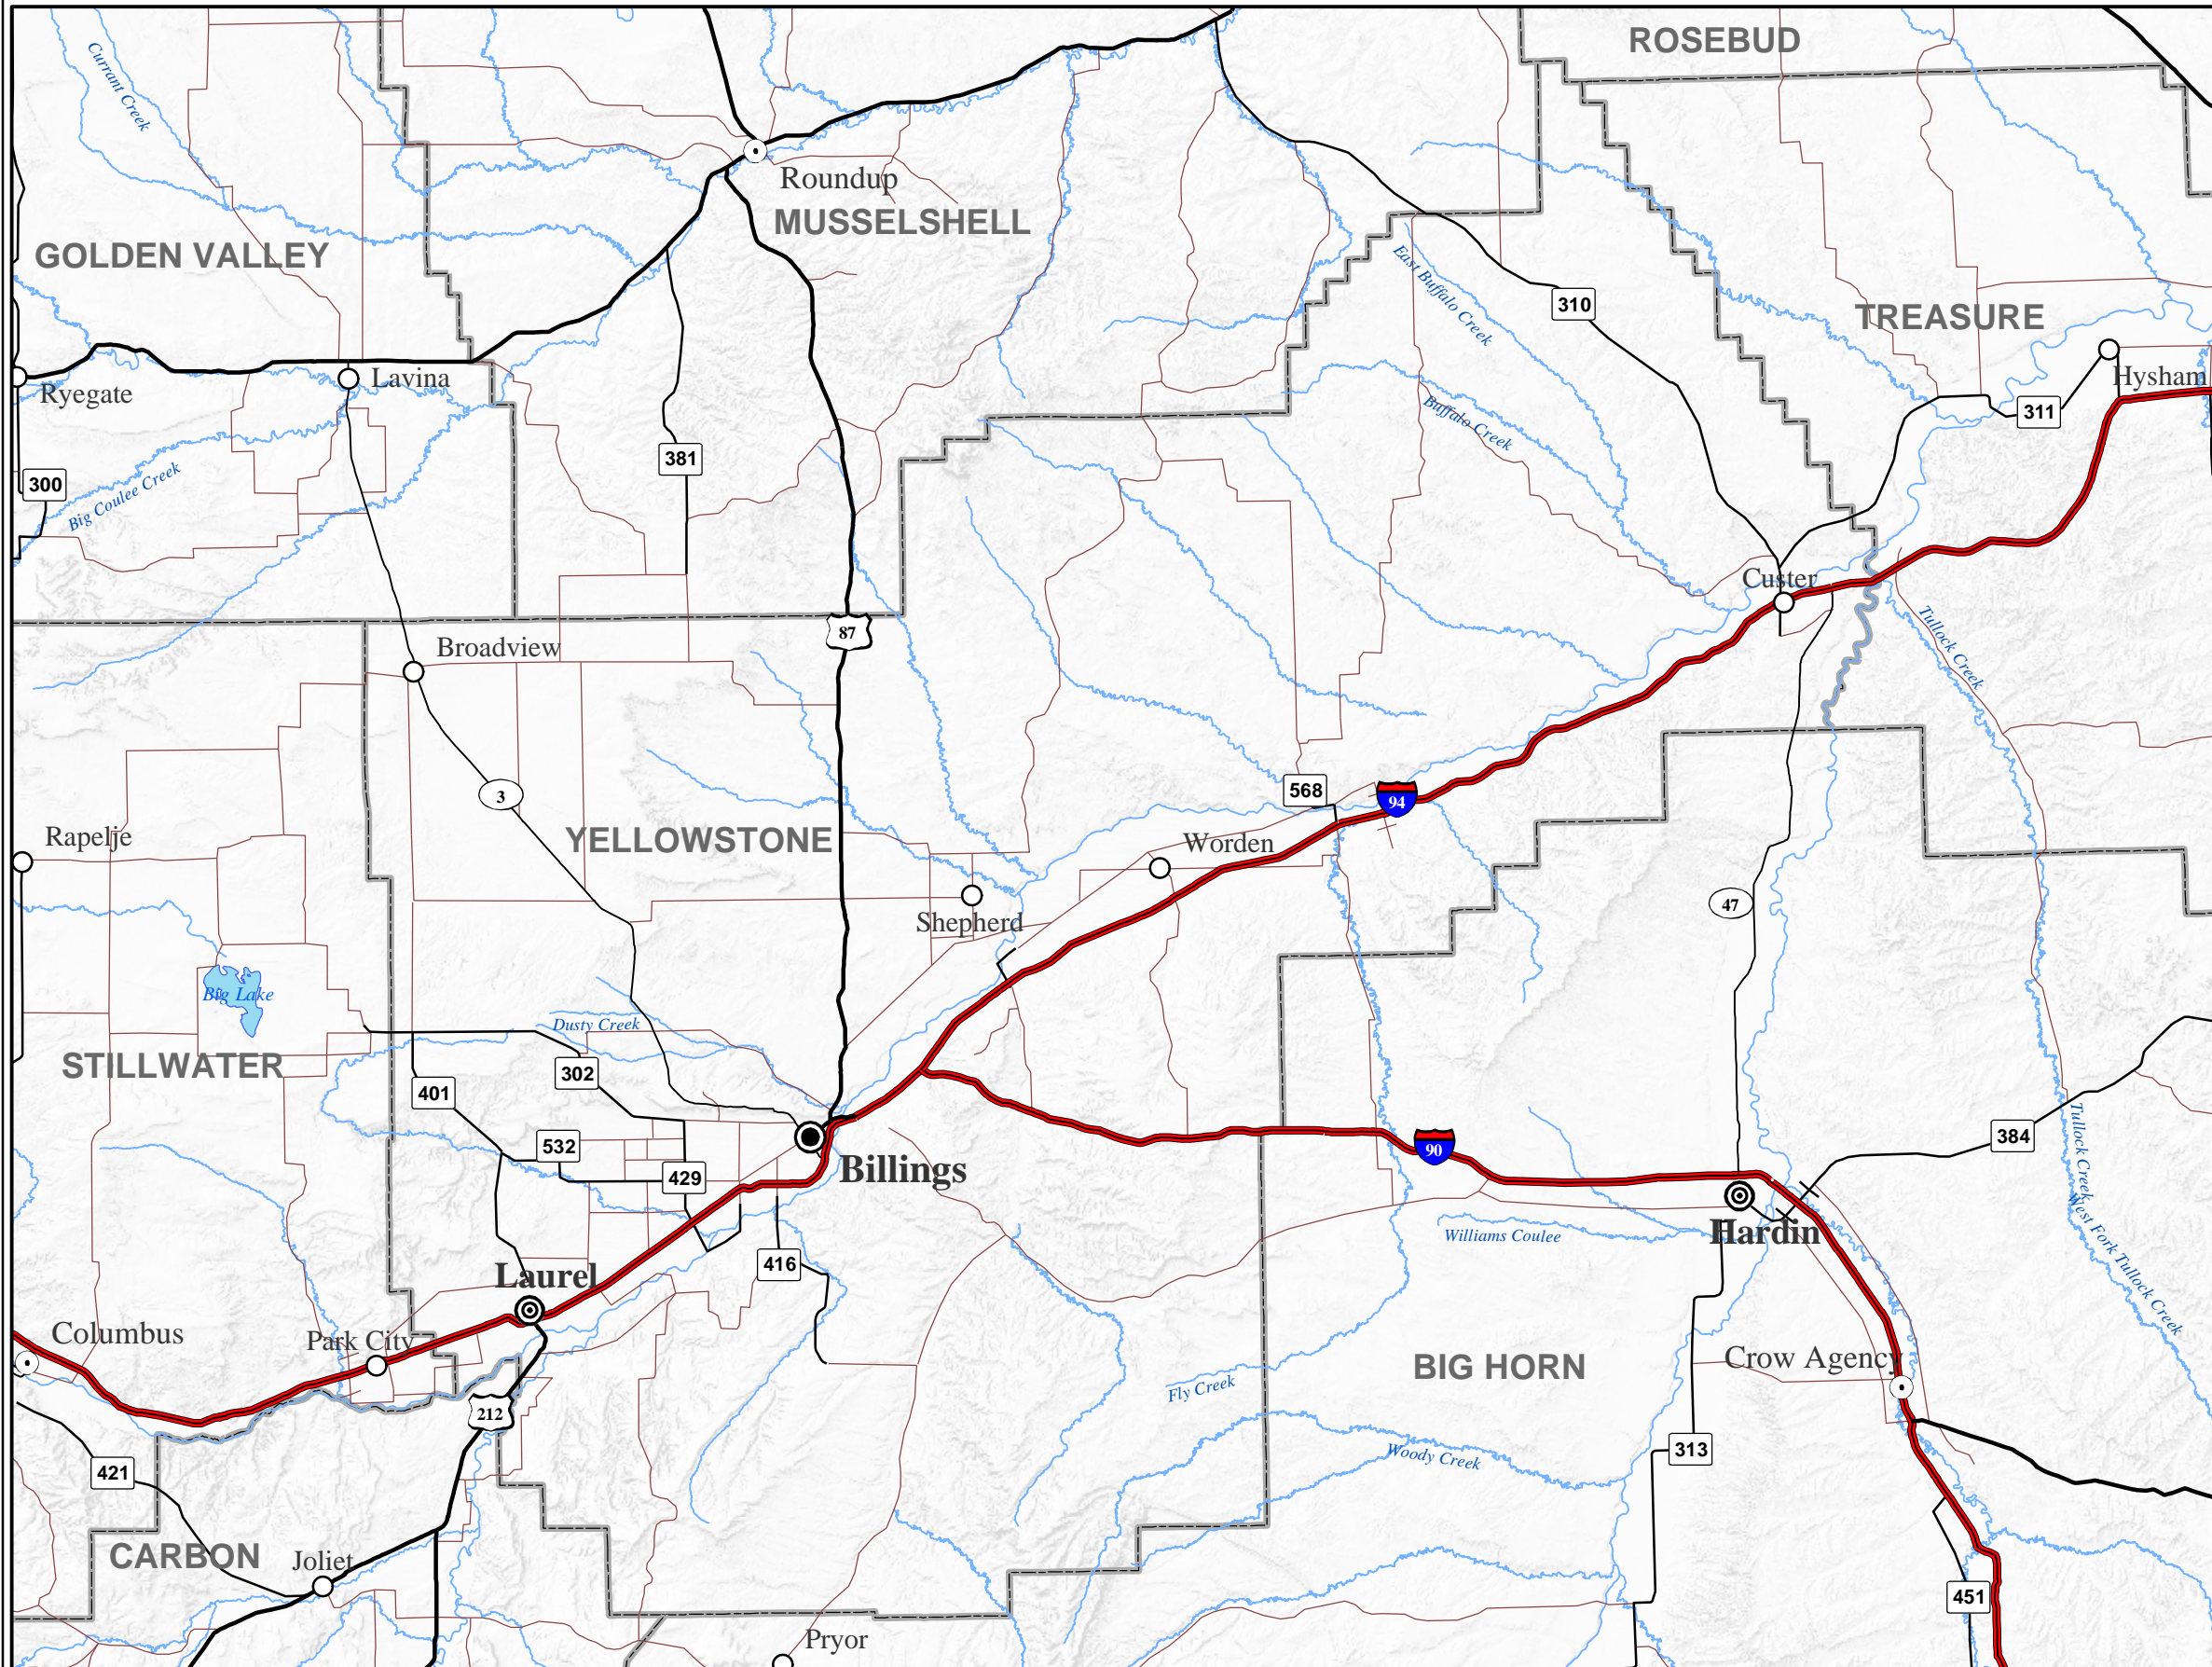 ROSEBUD
Currant Creek
Roundup
MUSSELSHELL
GOLDEN VALLEY
East Buffalo Creek
310
TREASURE
Hysham
Lavina
Ryegate
311
Buffalo Creek
381
300
Big Coulee Creek
Custer
Tullock Creek
87
Broadview
3
568
94
YELLOWSTONE
Rapelje
Worden
47
Shepherd
Big Lake
Dusty Creek
STILLWATER
302
401
384
Tullock Creek
532
90
429
Billings
West Fork Tullock Creek
Williams Coulee
Hardin
416
Laurel
Columbus
Park City
Crow Agency
BIG HORN
Fly Creek
212
313
Woody Creek
421
CARBON
Joliet
451
Pryor